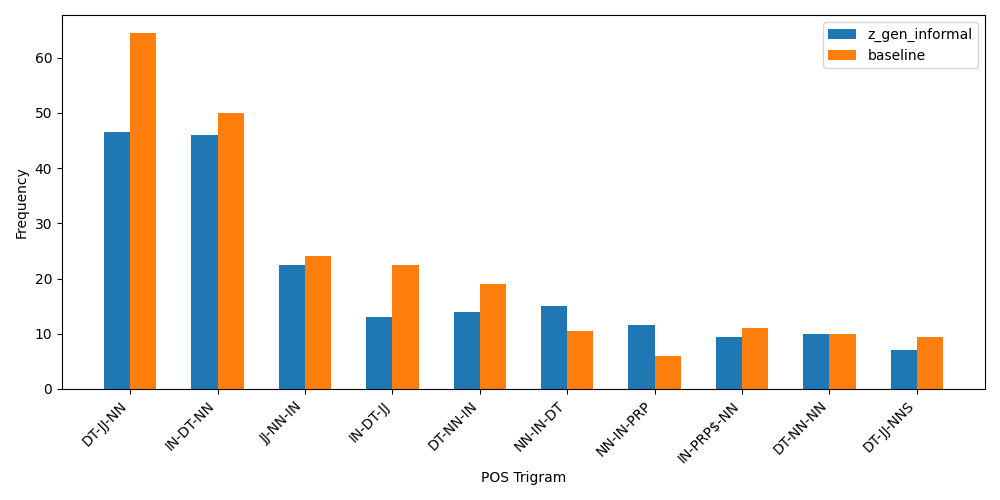 z_gen_informal
baseline
Frequency
60
50
40
30
20
10
0
DT-JJ-NN
IN-DT-NN
JJ-NN-IN
IN-DT-JJ
DT-NN-IN
NN-IN-DT
NN-IN-PRP
IN-PRP$-NN
DT-NN-NN
DT-JJ-NNS
POS Trigram